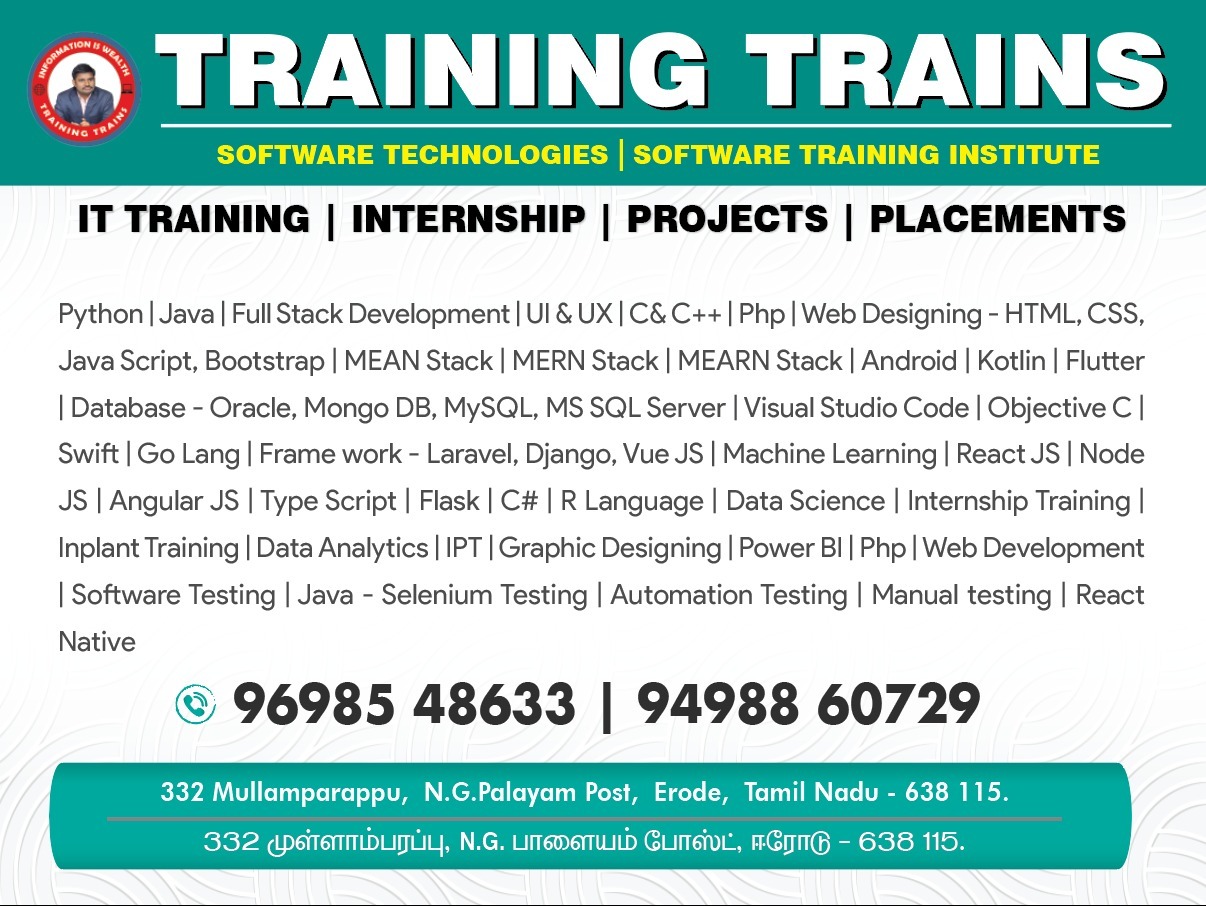 INFORMATION IS WEALTH
TRAINING TRAINS
TRAINING TRAINS
SOFTWARE TECHNOLOGIES | SOFTWARE TRAINING INSTITUTE
IT TRAINING | INTERNSHIP | PROJECTS | PLACEMENTS
Python | Java | Full Stack Development | UI & UX | C& C++ | Php | Web Designing - HTML, CSS,
Java Script, Bootstrap | MEAN Stack | MERN Stack | MEARN Stack | Android | Kotlin | Flutter
| Database - Oracle, Mongo DB, MySQL, MS SQL Server | Visual Studio Code | Objective C |
Swift | Go Lang | Frame work - Laravel, Django, Vue JS | Machine Learning | React JS | Node
JS | Angular JS | Type Script | Flask | C# | R Language | Data Science | Internship Training |
Inplant Training | Data Analytics | IPT | Graphic Designing | Power BI | Php | Web Development
| Software Testing | Java - Selenium Testing | Automation Testing | Manual testing | React
Native
96985 48633 | 94988 60729
332 Mullamparappu, N.G.Palayam Post, Erode, Tamil Nadu - 638 115.
332 முள்ளாம்பரப்பு, N.G. பாளையம் போஸ்ட், ஈரோடு - 638 115.